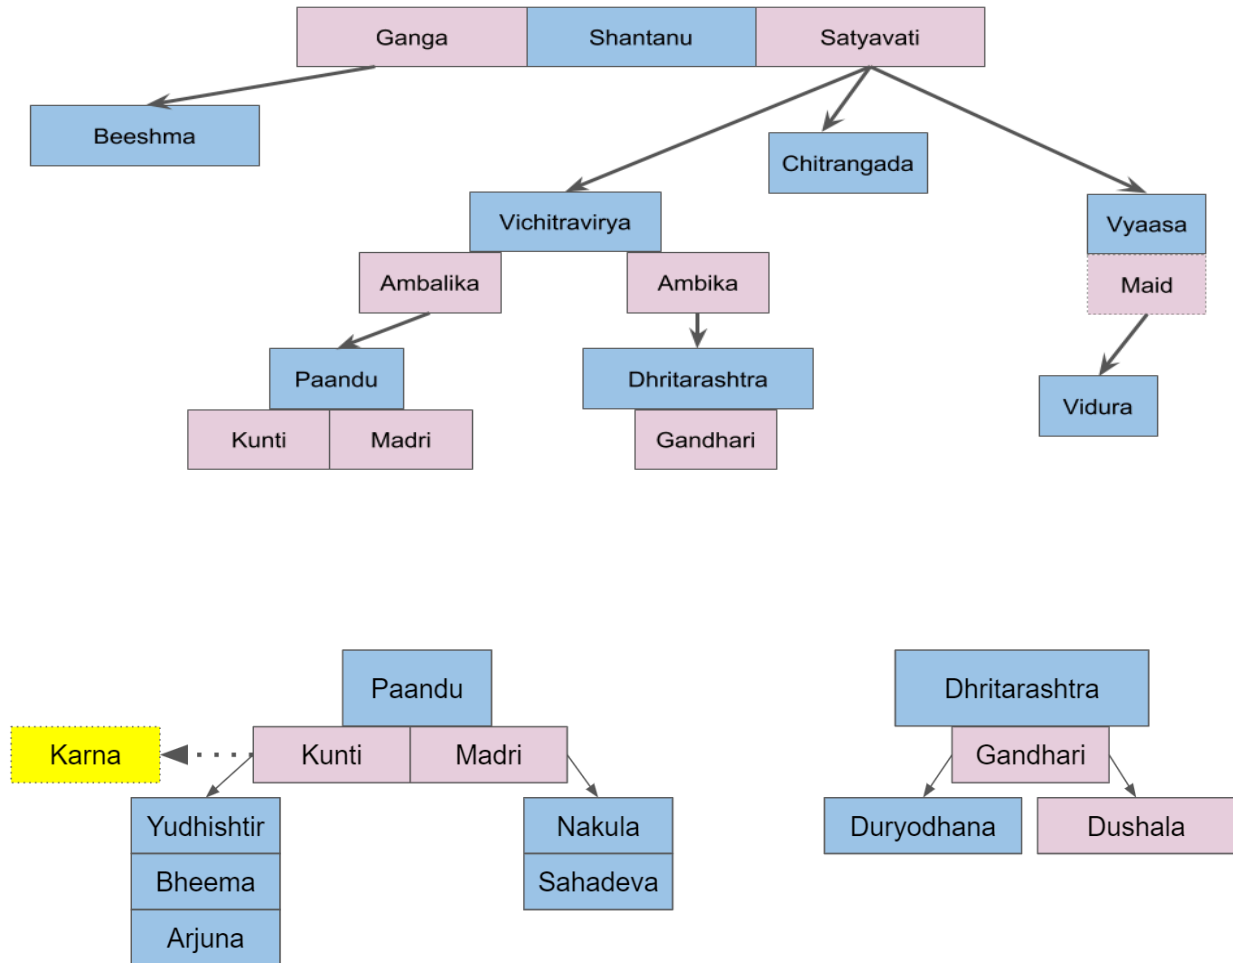 Ganga
Shantanu
Satyavati
Beeshma
Chitrangada
Vichitravirya
Vyaasa
Ambalika
Ambika
Maid
Paandu
Dhritarashtra
Vidura
Kunti
Madri
Gandhari
Paandu
Dhritarashtra
Karna
Kunti
Madri
Gandhari
Yudhishtir
Nakula
Duryodhana
Dushala
Bheema
Sahadeva
Arjuna